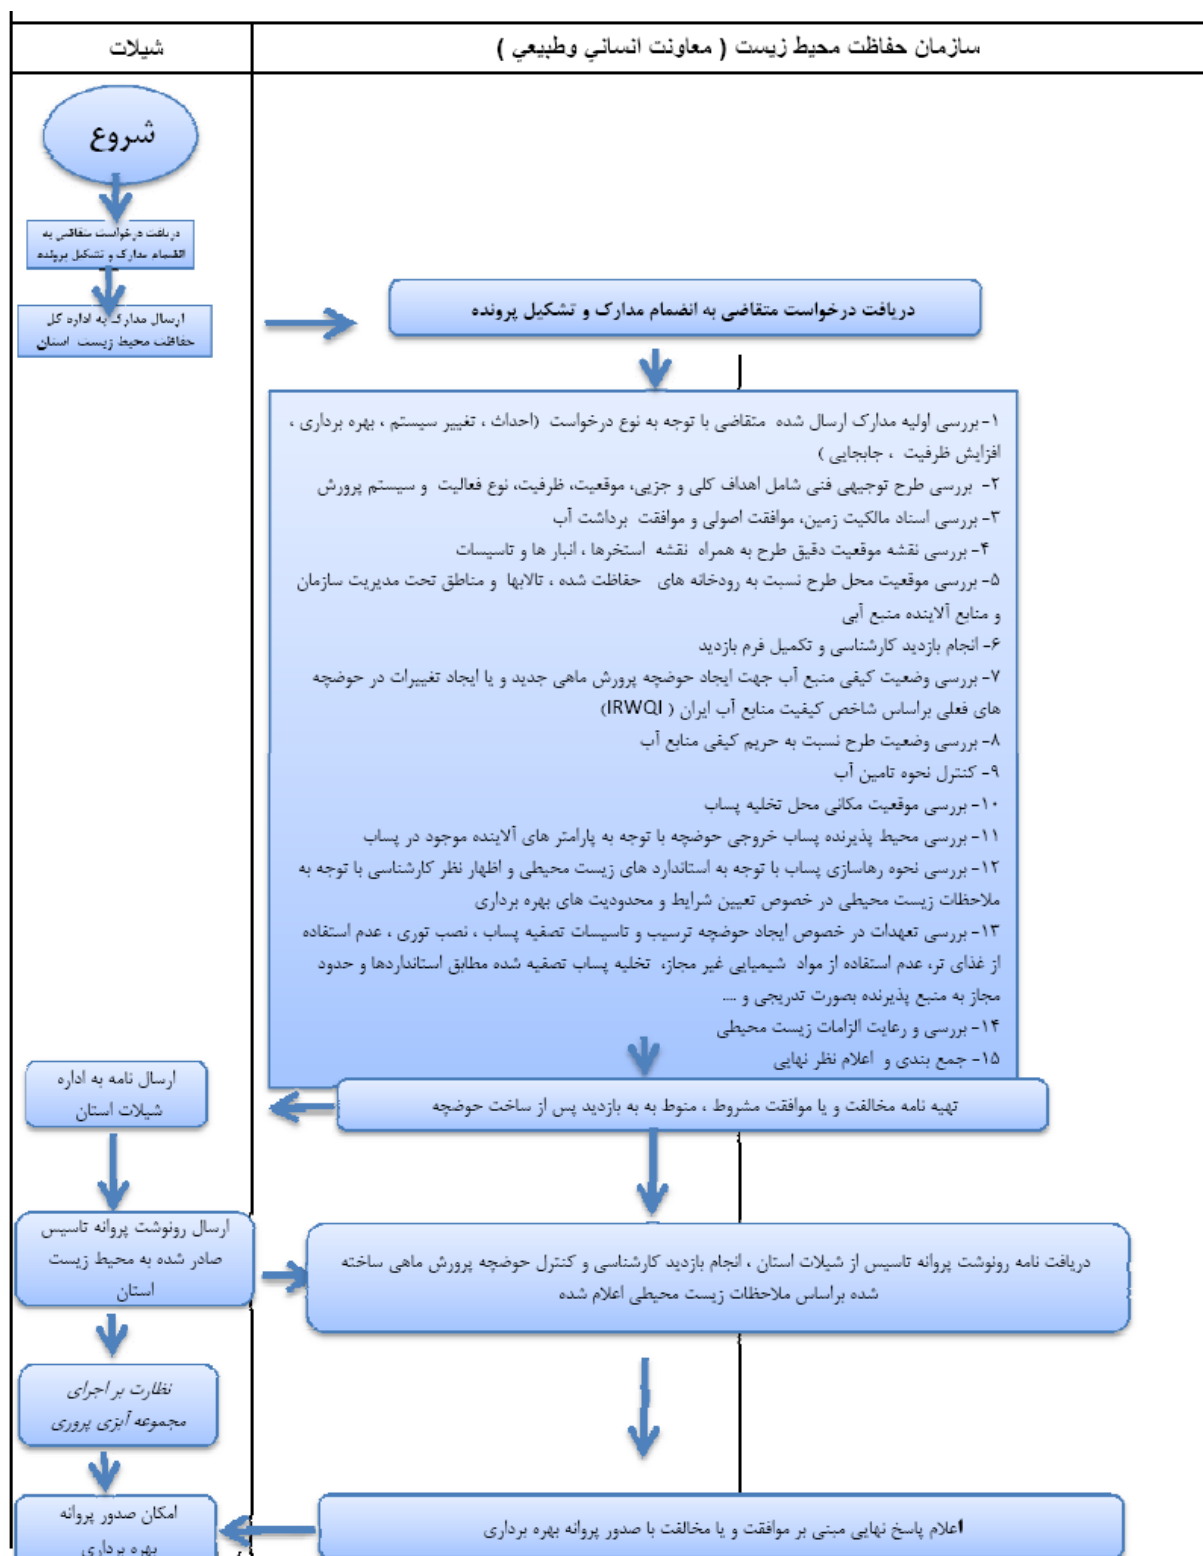 سازمان حفاظت محيط زيست ( معاونت انساني وطبيعي )
شيلات
شروع
دریافت درخواست متقاضی به
انضمام مدارک و تشکیل پرونده
ارسال مدارک به اداره کل
حفاظت محیط زیست استان
دریافت درخواست متقاضی به انضمام مدارک و تشکیل پرونده
۱- بررسی اولیه مدارک ارسال شده متقاضی با توجه به نوع درخواست (احداث ، تغییر سیستم ، بهره برداری ،
افزایش ظرفیت ، جابجایی )
۲- بررسی طرح توجیهی فنی شامل اهداف کلی و جزیی، موقعیت، ظرفیت، نوع فعالیت و سیستم پرورش
۳- بررسی اسناد مالکیت زمین، موافقت اصولی و موافقت برداشت آب
۴- بررسی نقشه موقعیت دقیق طرح به همراه نقشه استخرها ، انبار ها و تاسیسات
۵- بررسی موقعیت محل طرح نسبت به رودخانه های حفاظت شده ، تالابها و مناطق تحت مدیریت سازمان
و منابع آلاینده منبع آبی
۶- انجام بازدید کارشناسی و تکمیل فرم بازدید
۷- بررسی وضعیت کیفی منبع آب جهت ایجاد حوضچه پرورش ماهی جدید و یا ایجاد تغییرات در حوضچه
های فعلی براساس شاخص کیفیت منابع آب ایران ( IRWQI)
۸- بررسی وضعیت طرح نسبت به حریم کیفی منابع آب
۹- کنترل نحوه تامین آب
۱۰- بررسی موقعیت مکانی محل تخلیه پساب
۱۱- بررسی محیط پذیرنده پساب خروجی حوضچه با توجه به پارامتر های آلاینده موجود در پساب
۱۲- بررسی نحوه رهاسازی پساب با توجه به استاندارد های زیست محیطی و اظهار نظر کارشناسی با توجه به
ملاحظات زیست محیطی در خصوص تعیین شرایط و محدودیت های بهره برداری
۱۳- بررسی تعهدات در خصوص ایجاد حوضچه ترسیب و تاسیسات تصفیه پساب ، نصب توری ، عدم استفاده
از غذای تر، عدم استفاده از مواد شیمیایی غیر مجاز، تخلیه پساب تصفیه شده مطابق استانداردها و حدود
مجاز به منبع پذیرنده بصورت تدریجی و ....
۱۴- بررسی و رعایت الزامات زیست محیطی
۱۵- جمع بندی و اعلام نظر نهایی
تهیه نامه مخالفت و یا موافقت مشروط ، منوط به به بازدید پس از ساخت حوضچه
ارسال نامه به اداره
شیلات استان
ارسال رونوشت پروانه تاسیس
صادر شده به محیط زیست
استان
دریافت نامه رونوشت پروانه تاسیس از شیلات استان ، انجام بازدید کارشناسی و کنترل حوضچه پرورش ماهی ساخته
شده براساس ملاحظات زیست محیطی اعلام شده
نظارت بر اجرای
مجموعه آبزی پروری
اعلام پاسخ نهایی مبنی بر موافقت و یا مخالفت با صدور پروانه بهره برداری
امکان صدور پروانه
بهره برداری